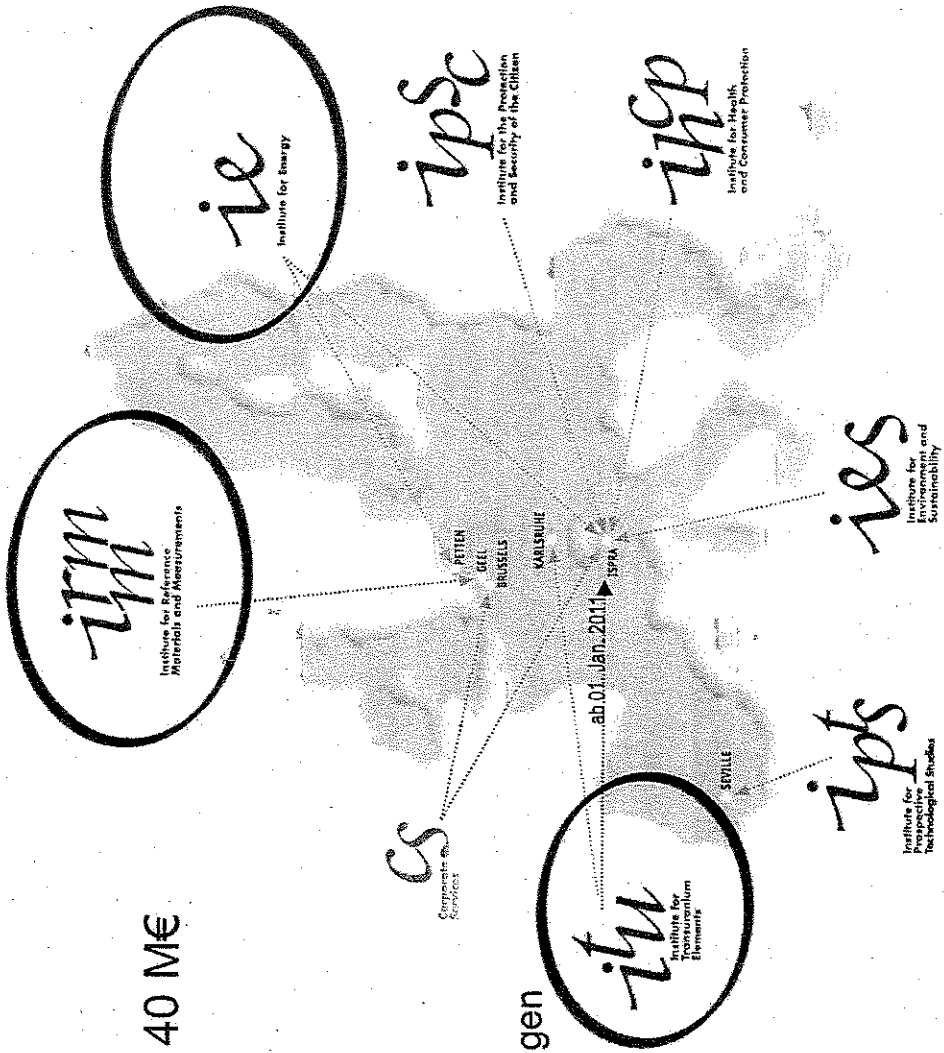 40 M€
irmm
Institute for Reference
Materials and Measurements
ie
Institute for Energy
cs
Corporate
Services
ipsc
Institute for the Protection
and Security of the Citizen
PETTEN
GEEL
BRUSSELS
KARLSRUHE
ISPRA
ab 01. Jan. 2011
gen
itu
Institute for
Transuranium
Elements
ihcp
Institute for Health
and Consumer Protection
SEVILLE
ipts
Institute for
Prospective
Technological Studies
ies
Institute for
Environment and
Sustainability